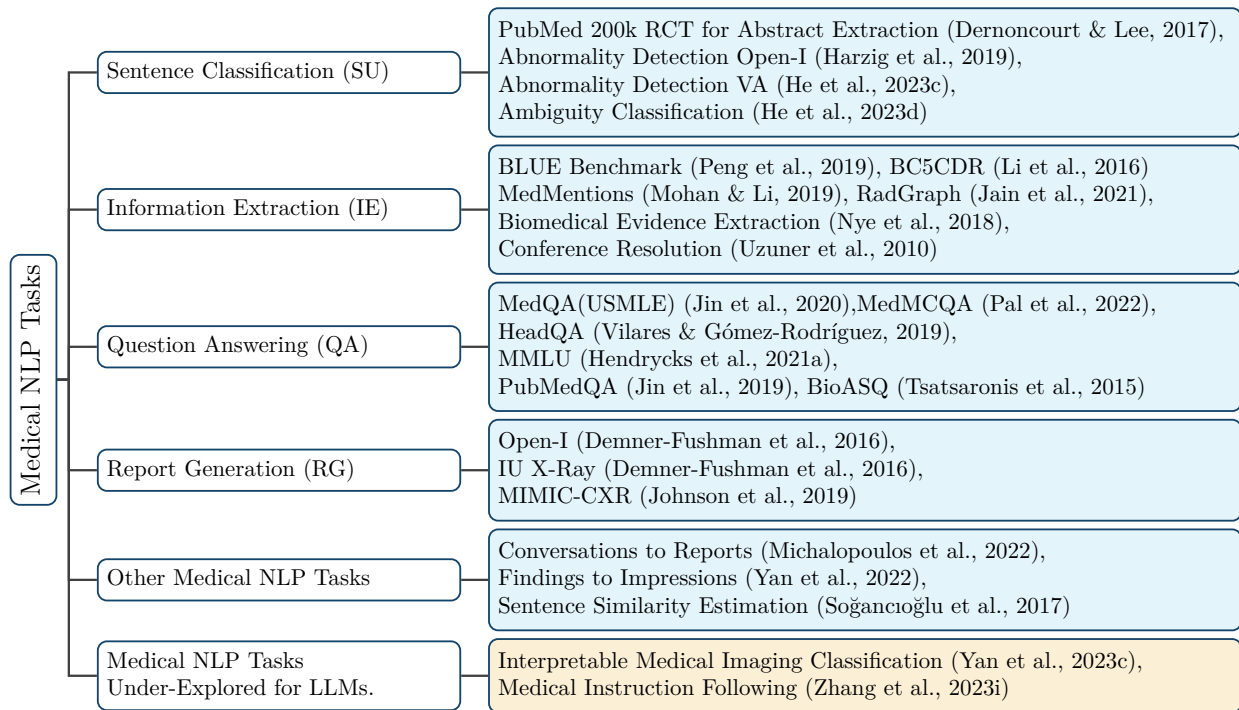 Medical NLP Tasks
Sentence Classification (SU)
PubMed 200k RCT for Abstract Extraction (Dernoncourt & Lee, 2017),
Abnormality Detection Open-I (Harzig et al., 2019),
Abnormality Detection VA (He et al., 2023c),
Ambiguity Classification (He et al., 2023d)
Information Extraction (IE)
BLUE Benchmark (Peng et al., 2019), BC5CDR (Li et al., 2016)
MedMentions (Mohan & Li, 2019), RadGraph (Jain et al., 2021),
Biomedical Evidence Extraction (Nye et al., 2018),
Conference Resolution (Uzuner et al., 2010)
Question Answering (QA)
MedQA(USMLE) (Jin et al., 2020),MedMCQA (Pal et al., 2022),
HeadQA (Vilares & Gómez-Rodríguez, 2019),
MMLU (Hendrycks et al., 2021a),
PubMedQA (Jin et al., 2019), BioASQ (Tsatsaronis et al., 2015)
Report Generation (RG)
Open-I (Demner-Fushman et al., 2016),
IU X-Ray (Demner-Fushman et al., 2016),
MIMIC-CXR (Johnson et al., 2019)
Other Medical NLP Tasks
Conversations to Reports (Michalopoulos et al., 2022),
Findings to Impressions (Yan et al., 2022),
Sentence Similarity Estimation (Soğancıoğlu et al., 2017)
Medical NLP Tasks
Under-Explored for LLMs.
Interpretable Medical Imaging Classification (Yan et al., 2023c),
Medical Instruction Following (Zhang et al., 2023i)